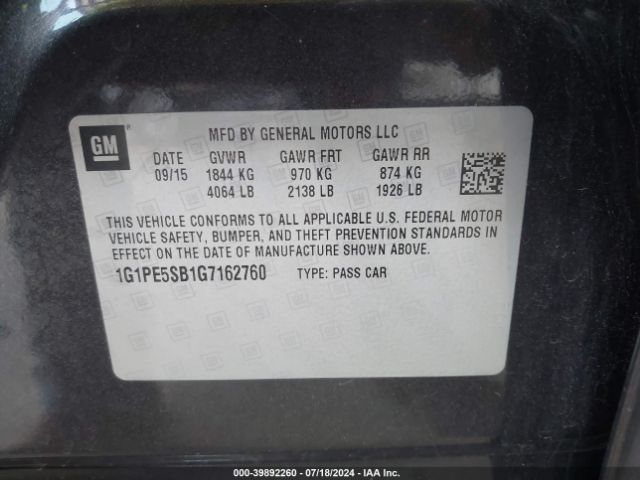 GM
MFD BY GENERAL MOTORS LLC
DATE GVWR GAWR FRT GAWR RR
09/15 1844 KG 970 KG 874 KG
4064 LB 2138 LB 1926 LB
THIS VEHICLE CONFORMS TO ALL APPLICABLE U.S. FEDERAL MOTOR
VEHICLE SAFETY, BUMPER, AND THEFT PREVENTION STANDARDS IN
EFFECT ON THE DATE OF MANUFACTURE SHOWN ABOVE.
1G1PE5SB1G7162760 TYPE: PASS CAR
000-39892260 - 07/18/2024 - IAA Inc.